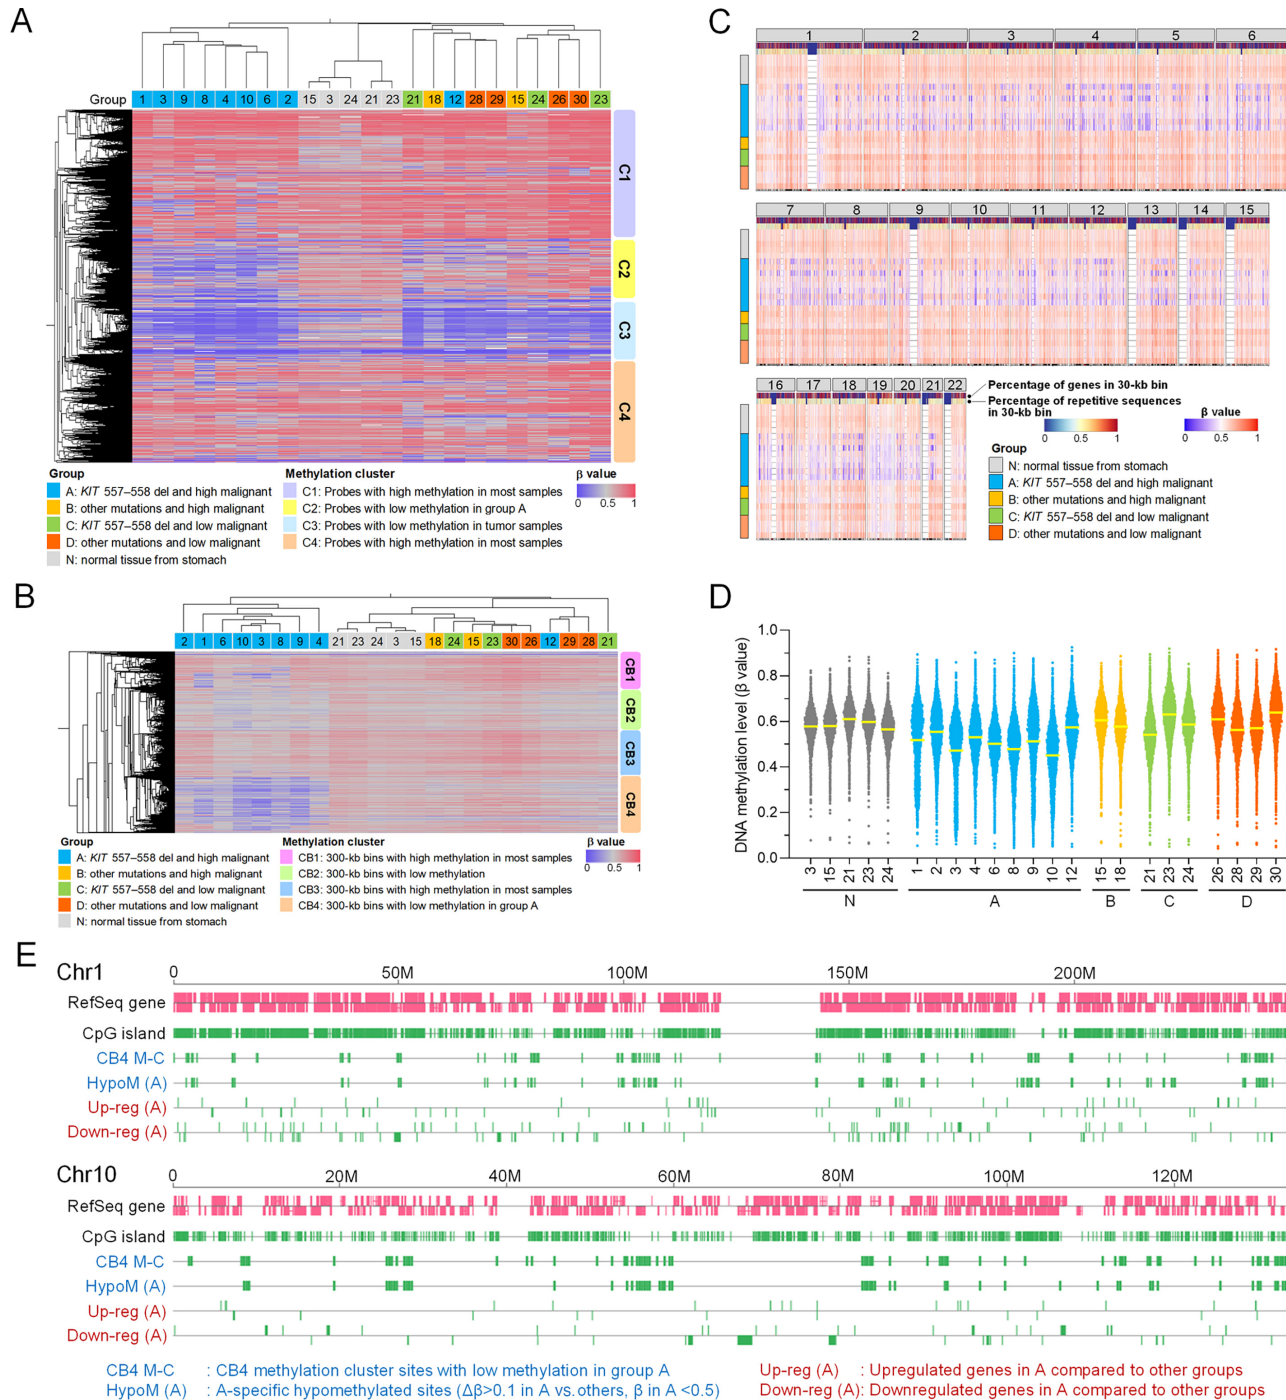 A
Group 1 3 9 8 4 10 6 2 15 3 24 21 23 21 18 12 28 29 15 24 26 30 23
C1
C2
C3
C4
Group
A: KIT 557–558 del and high malignant
B: other mutations and high malignant
C: KIT 557–558 del and low malignant
D: other mutations and low malignant
N: normal tissue from stomach
Methylation cluster
C1: Probes with high methylation in most samples
C2: Probes with low methylation in group A
C3: Probes with low methylation in tumor samples
C4: Probes with high methylation in most samples
β value
0 0.5 1
B
2 1 6 10 3 8 9 4 21 23 24 3 15 18 24 15 23 30 26 12 29 28 21
CB1
CB2
CB3
CB4
Group
A: KIT 557–558 del and high malignant
B: other mutations and high malignant
C: KIT 557–558 del and low malignant
D: other mutations and low malignant
N: normal tissue from stomach
Methylation cluster
CB1: 300-kb bins with high methylation in most samples
CB2: 300-kb bins with low methylation
CB3: 300-kb bins with high methylation in most samples
CB4: 300-kb bins with low methylation in group A
β value
0 0.5 1
C
1 2 3 4 5 6
7 8 9 10 11 12 13 14 15
16 17 18 19 20 21 22
Percentage of genes in 30-kb bin
Percentage of repetitive sequences
in 30-kb bin
0 0.5 1
β value
0 0.5 1
Group
N: normal tissue from stomach
A: KIT 557–558 del and high malignant
B: other mutations and high malignant
C: KIT 557–558 del and low malignant
D: other mutations and low malignant
D
DNA methylation level (β value)
1.0
0.8
0.6
0.4
0.2
0.0
3 15 21 23 24 1 2 3 4 6 8 9 10 12 15 18 21 23 24 26 28 29 30
N A B C D
E
Chr1 0 50M 100M 150M 200M
RefSeq gene
CpG island
CB4 M-C
HypoM (A)
Up-reg (A)
Down-reg (A)
Chr10 0 20M 40M 60M 80M 100M 120M
RefSeq gene
CpG island
CB4 M-C
HypoM (A)
Up-reg (A)
Down-reg (A)
CB4 M-C : CB4 methylation cluster sites with low methylation in group A
HypoM (A) : A-specific hypomethylated sites (Δβ>0.1 in A vs. others, β in A <0.5)
Up-reg (A) : Upregulated genes in A compared to other groups
Down-reg (A): Downregulated genes in A compared to other groups